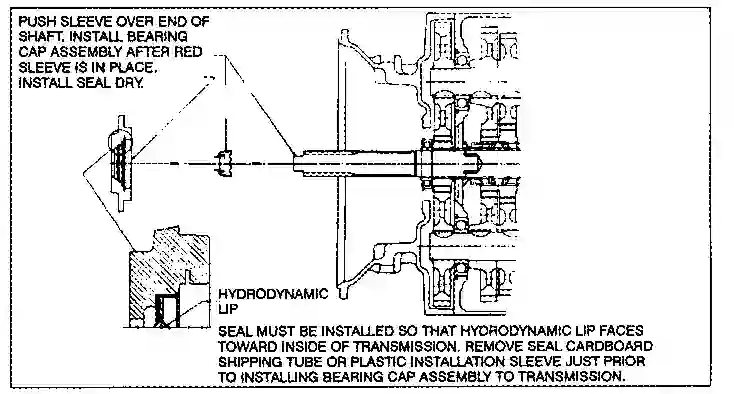 PUSH SLEEVE OVER END OF
SHAFT. INSTALL BEARING
CAP ASSEMBLY AFTER RED
SLEEVE IS IN PLACE.
INSTALL SEAL DRY.
HYDRODYNAMIC
LIP
SEAL MUST BE INSTALLED SO THAT HYDRODYNAMIC LIP FACES
TOWARD INSIDE OF TRANSMISSION. REMOVE SEAL CARDBOARD
SHIPPING TUBE OR PLASTIC INSTALLATION SLEEVE JUST PRIOR
TO INSTALLING BEARING CAP ASSEMBLY TO TRANSMISSION.